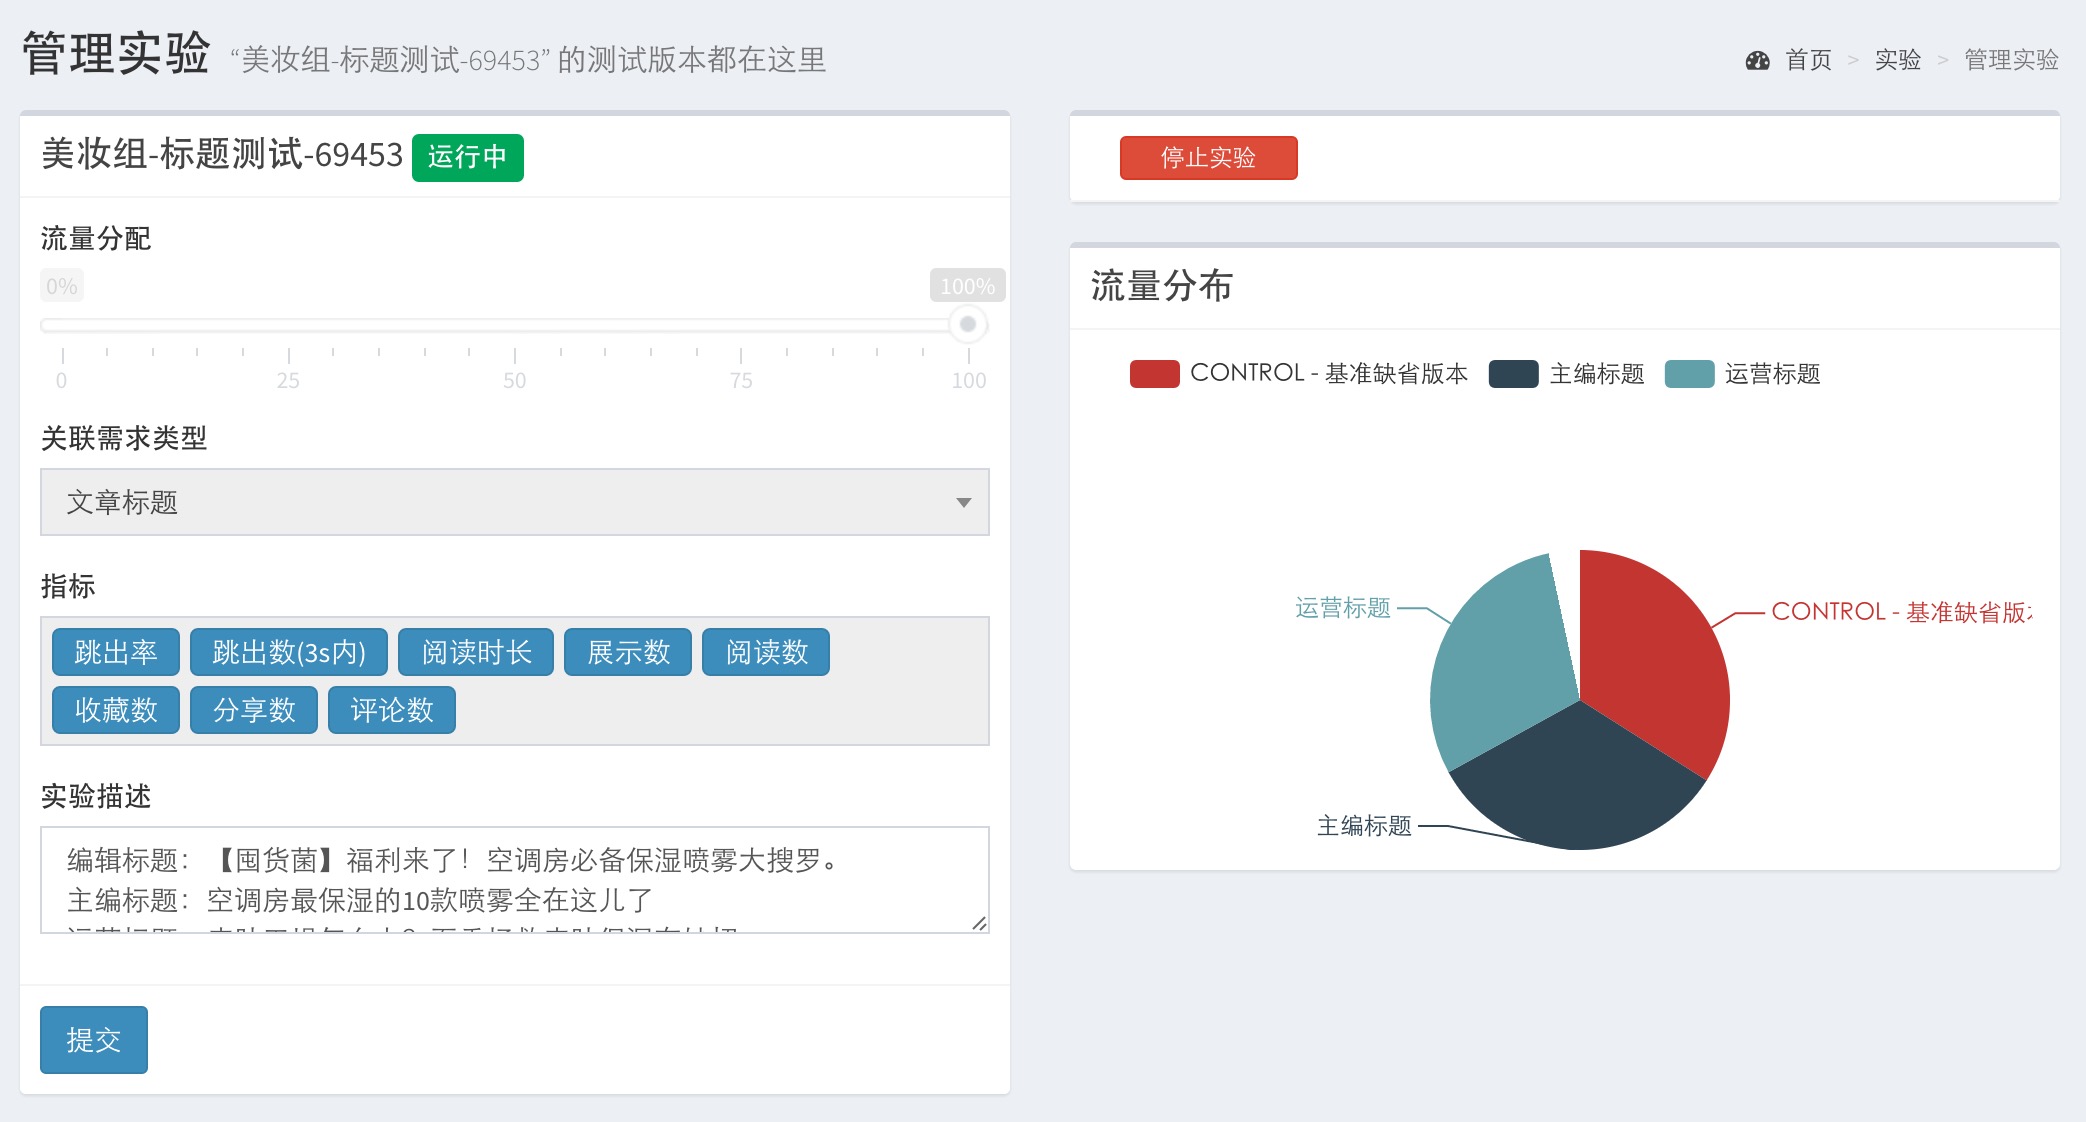 管理实验 “美妆组-标题测试-69453” 的测试版本都在这里
首页 > 实验 > 管理实验
美妆组-标题测试-69453 运行中
流量分配
0% 100%
0 25 50 75 100
关联需求类型
文章标题
指标
跳出率 跳出数(3s内) 阅读时长 展示数 阅读数
收藏数 分享数 评论数
实验描述
编辑标题：【囤货菌】福利来了！空调房必备保湿喷雾大搜罗。
主编标题：空调房最保湿的10款喷雾全在这儿了
提交
停止实验
流量分布
CONTROL - 基准缺省版本 主编标题 运营标题
运营标题
CONTROL - 基准缺省版
主编标题